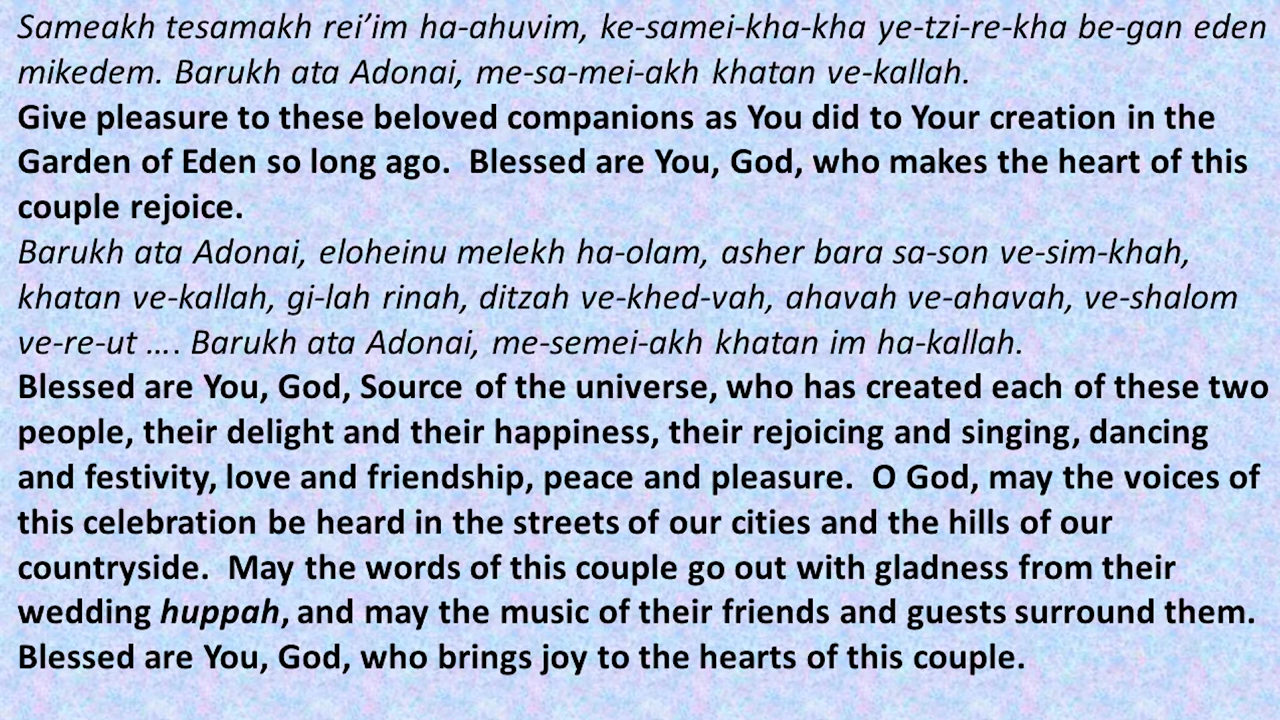 Sameakh tesamakh rei’im ha-ahuvim, ke-samei-kha-kha ye-tzi-re-kha be-gan eden
mikedem. Barukh ata Adonai, me-sa-mei-akh khatan ve-kallah.
Give pleasure to these beloved companions as You did to Your creation in the
Garden of Eden so long ago.  Blessed are You, God, who makes the heart of this
couple rejoice.
Barukh ata Adonai, eloheinu melekh ha-olam, asher bara sa-son ve-sim-khah,
khatan ve-kallah, gi-lah rinah, ditzah ve-khed-vah, ahavah ve-ahavah, ve-shalom
ve-re-ut …. Barukh ata Adonai, me-semei-akh khatan im ha-kallah.
Blessed are You, God, Source of the universe, who has created each of these two
people, their delight and their happiness, their rejoicing and singing, dancing
and festivity, love and friendship, peace and pleasure.  O God, may the voices of
this celebration be heard in the streets of our cities and the hills of our
countryside.  May the words of this couple go out with gladness from their
wedding huppah, and may the music of their friends and guests surround them.
Blessed are You, God, who brings joy to the hearts of this couple.